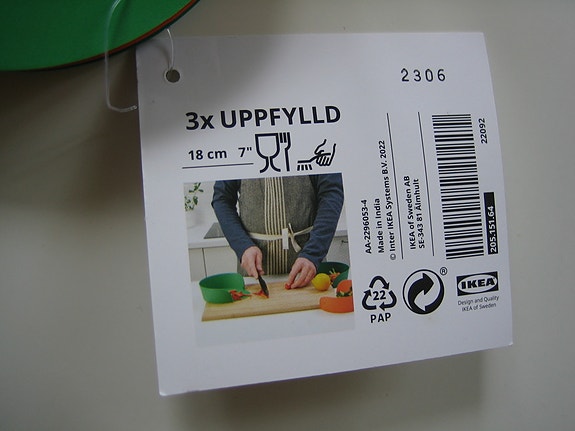 2306
3x UPPFYLLD
18 cm 7"
AA-2296053-4
Made in India
© Inter IKEA Systems B.V. 2022
IKEA of Sweden AB
SE-343 81 Älmhult
22092
205.151.64
22
PAP
®
IKEA
Design and Quality
IKEA of Sweden